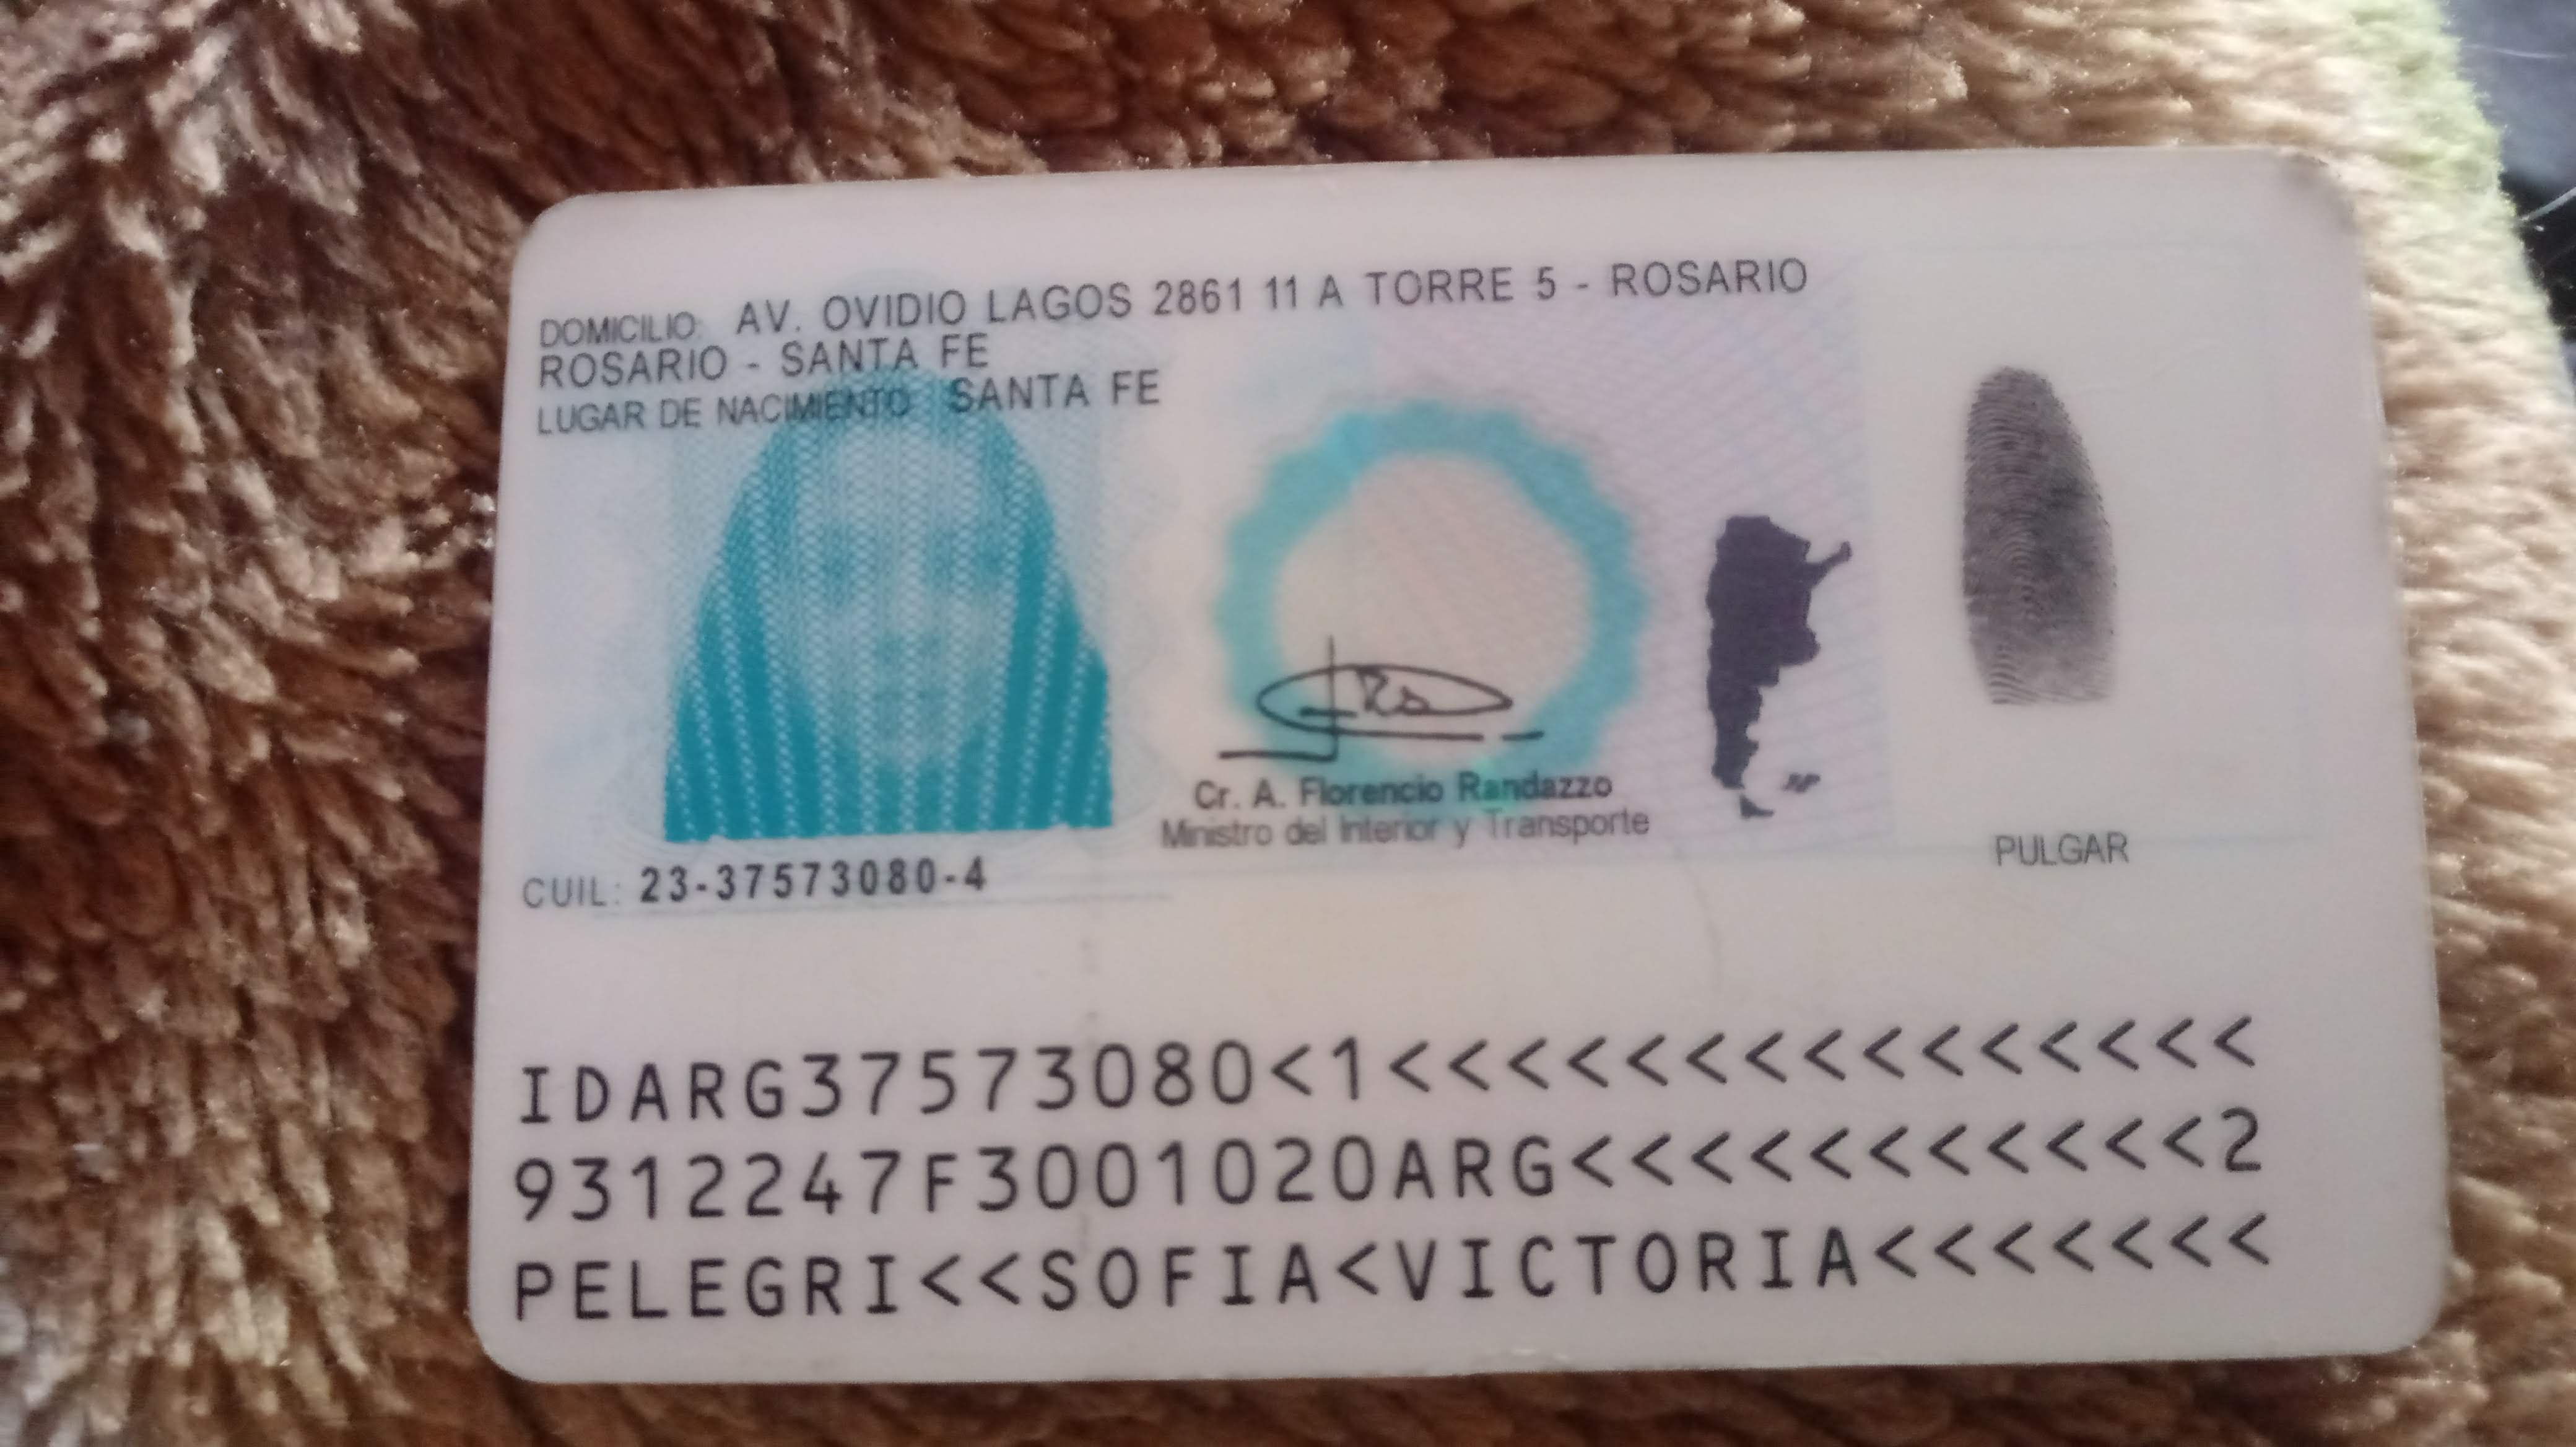 DOMICILIO: AV. OVIDIO LAGOS 2861 11 A TORRE 5 - ROSARIO
ROSARIO - SANTA FE
LUGAR DE NACIMIENTO: SANTA FE
Cr. A. Florencio Randazzo
Ministro del Interior y Transporte
PULGAR
CUIL: 23-37573080-4
IDARG37573080<1<<<<<<<<<<<<<<<
9312247F3001020ARG<<<<<<<<<<<2
PELEGRI<<SOFIA<VICTORIA<<<<<<<